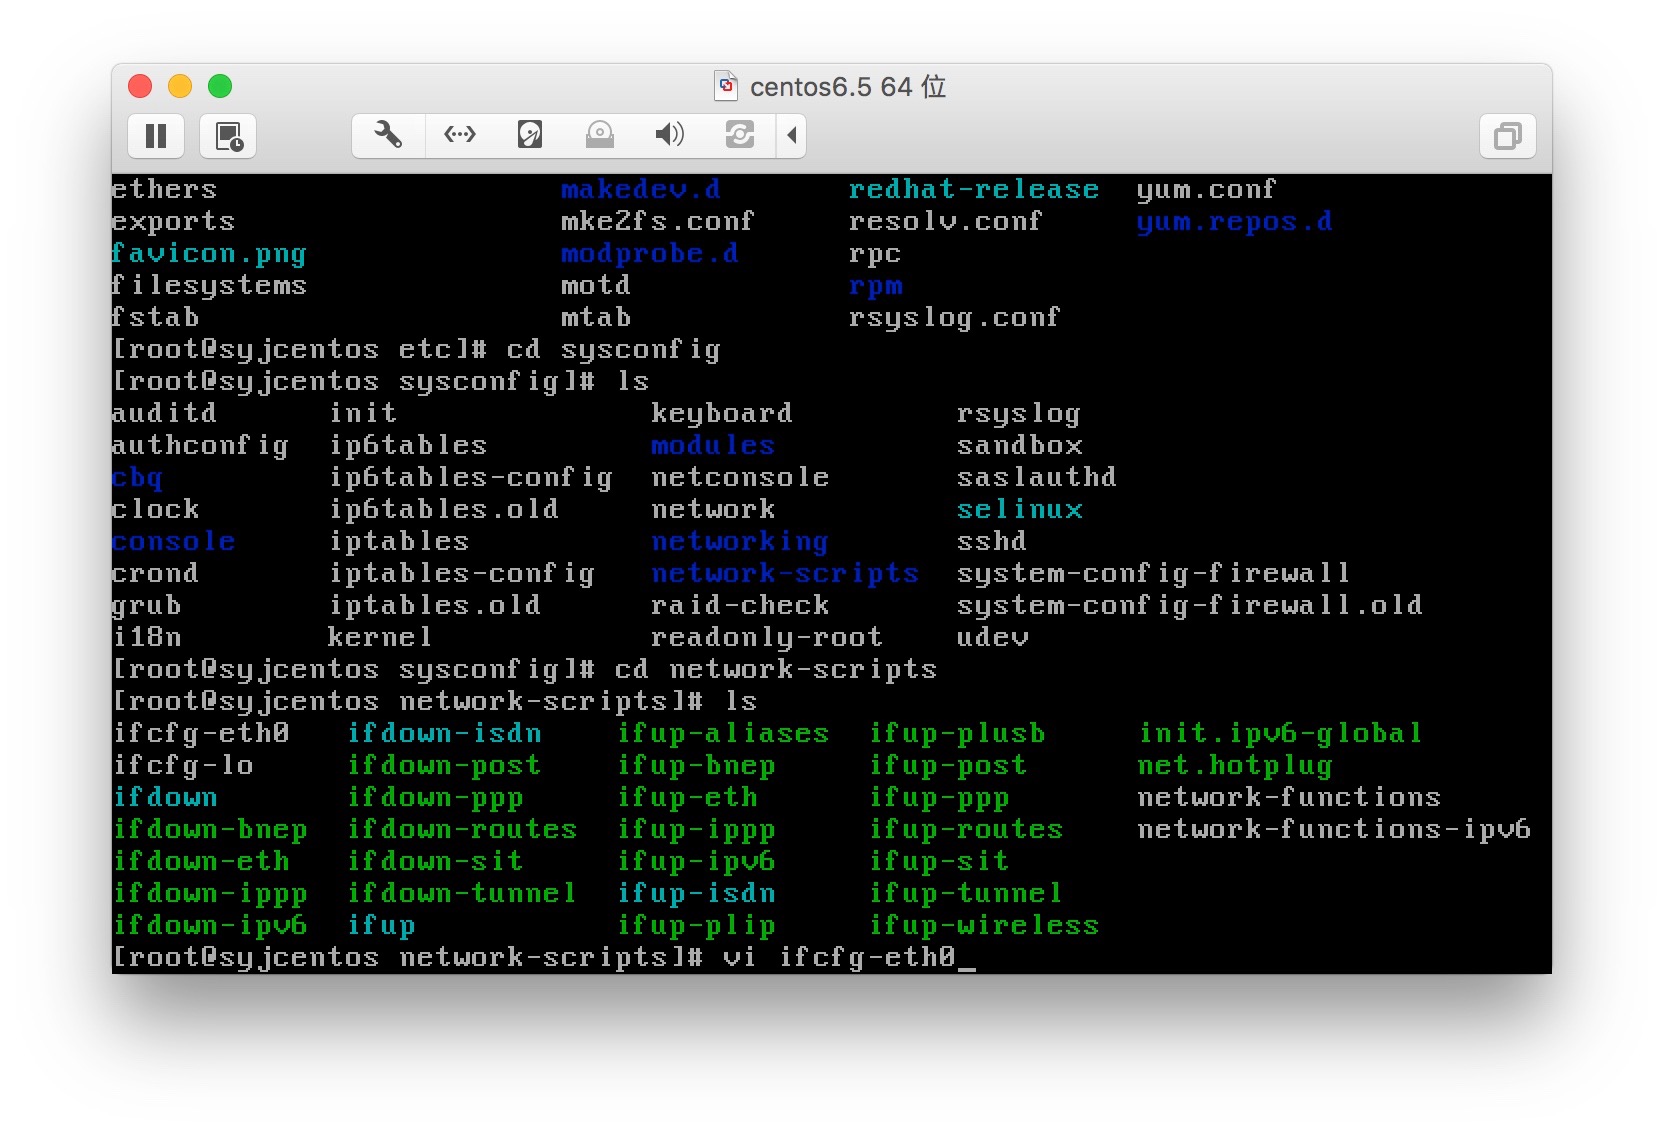 centos6.5 64 位
ethers makedev.d redhat-release yum.conf
exports mke2fs.conf resolv.conf yum.repos.d
favicon.png modprobe.d rpc
filesystems motd rpm
fstab mtab rsyslog.conf
[root@syjcentos etc]# cd sysconfig
[root@syjcentos sysconfig]# ls
auditd init keyboard rsyslog
authconfig ip6tables modules sandbox
cbq ip6tables-config netconsole saslauthd
clock ip6tables.old network selinux
console iptables networking sshd
crond iptables-config network-scripts system-config-firewall
grub iptables.old raid-check system-config-firewall.old
i18n kernel readonly-root udev
[root@syjcentos sysconfig]# cd network-scripts
[root@syjcentos network-scripts]# ls
ifcfg-eth0 ifdown-isdn ifup-aliases ifup-plusb init.ipv6-global
ifcfg-lo ifdown-post ifup-bnep ifup-post net.hotplug
ifdown ifdown-ppp ifup-eth ifup-ppp network-functions
ifdown-bnep ifdown-routes ifup-ippp ifup-routes network-functions-ipv6
ifdown-eth ifdown-sit ifup-ipv6 ifup-sit
ifdown-ippp ifdown-tunnel ifup-isdn ifup-tunnel
ifdown-ipv6 ifup ifup-plip ifup-wireless
[root@syjcentos network-scripts]# vi ifcfg-eth0_